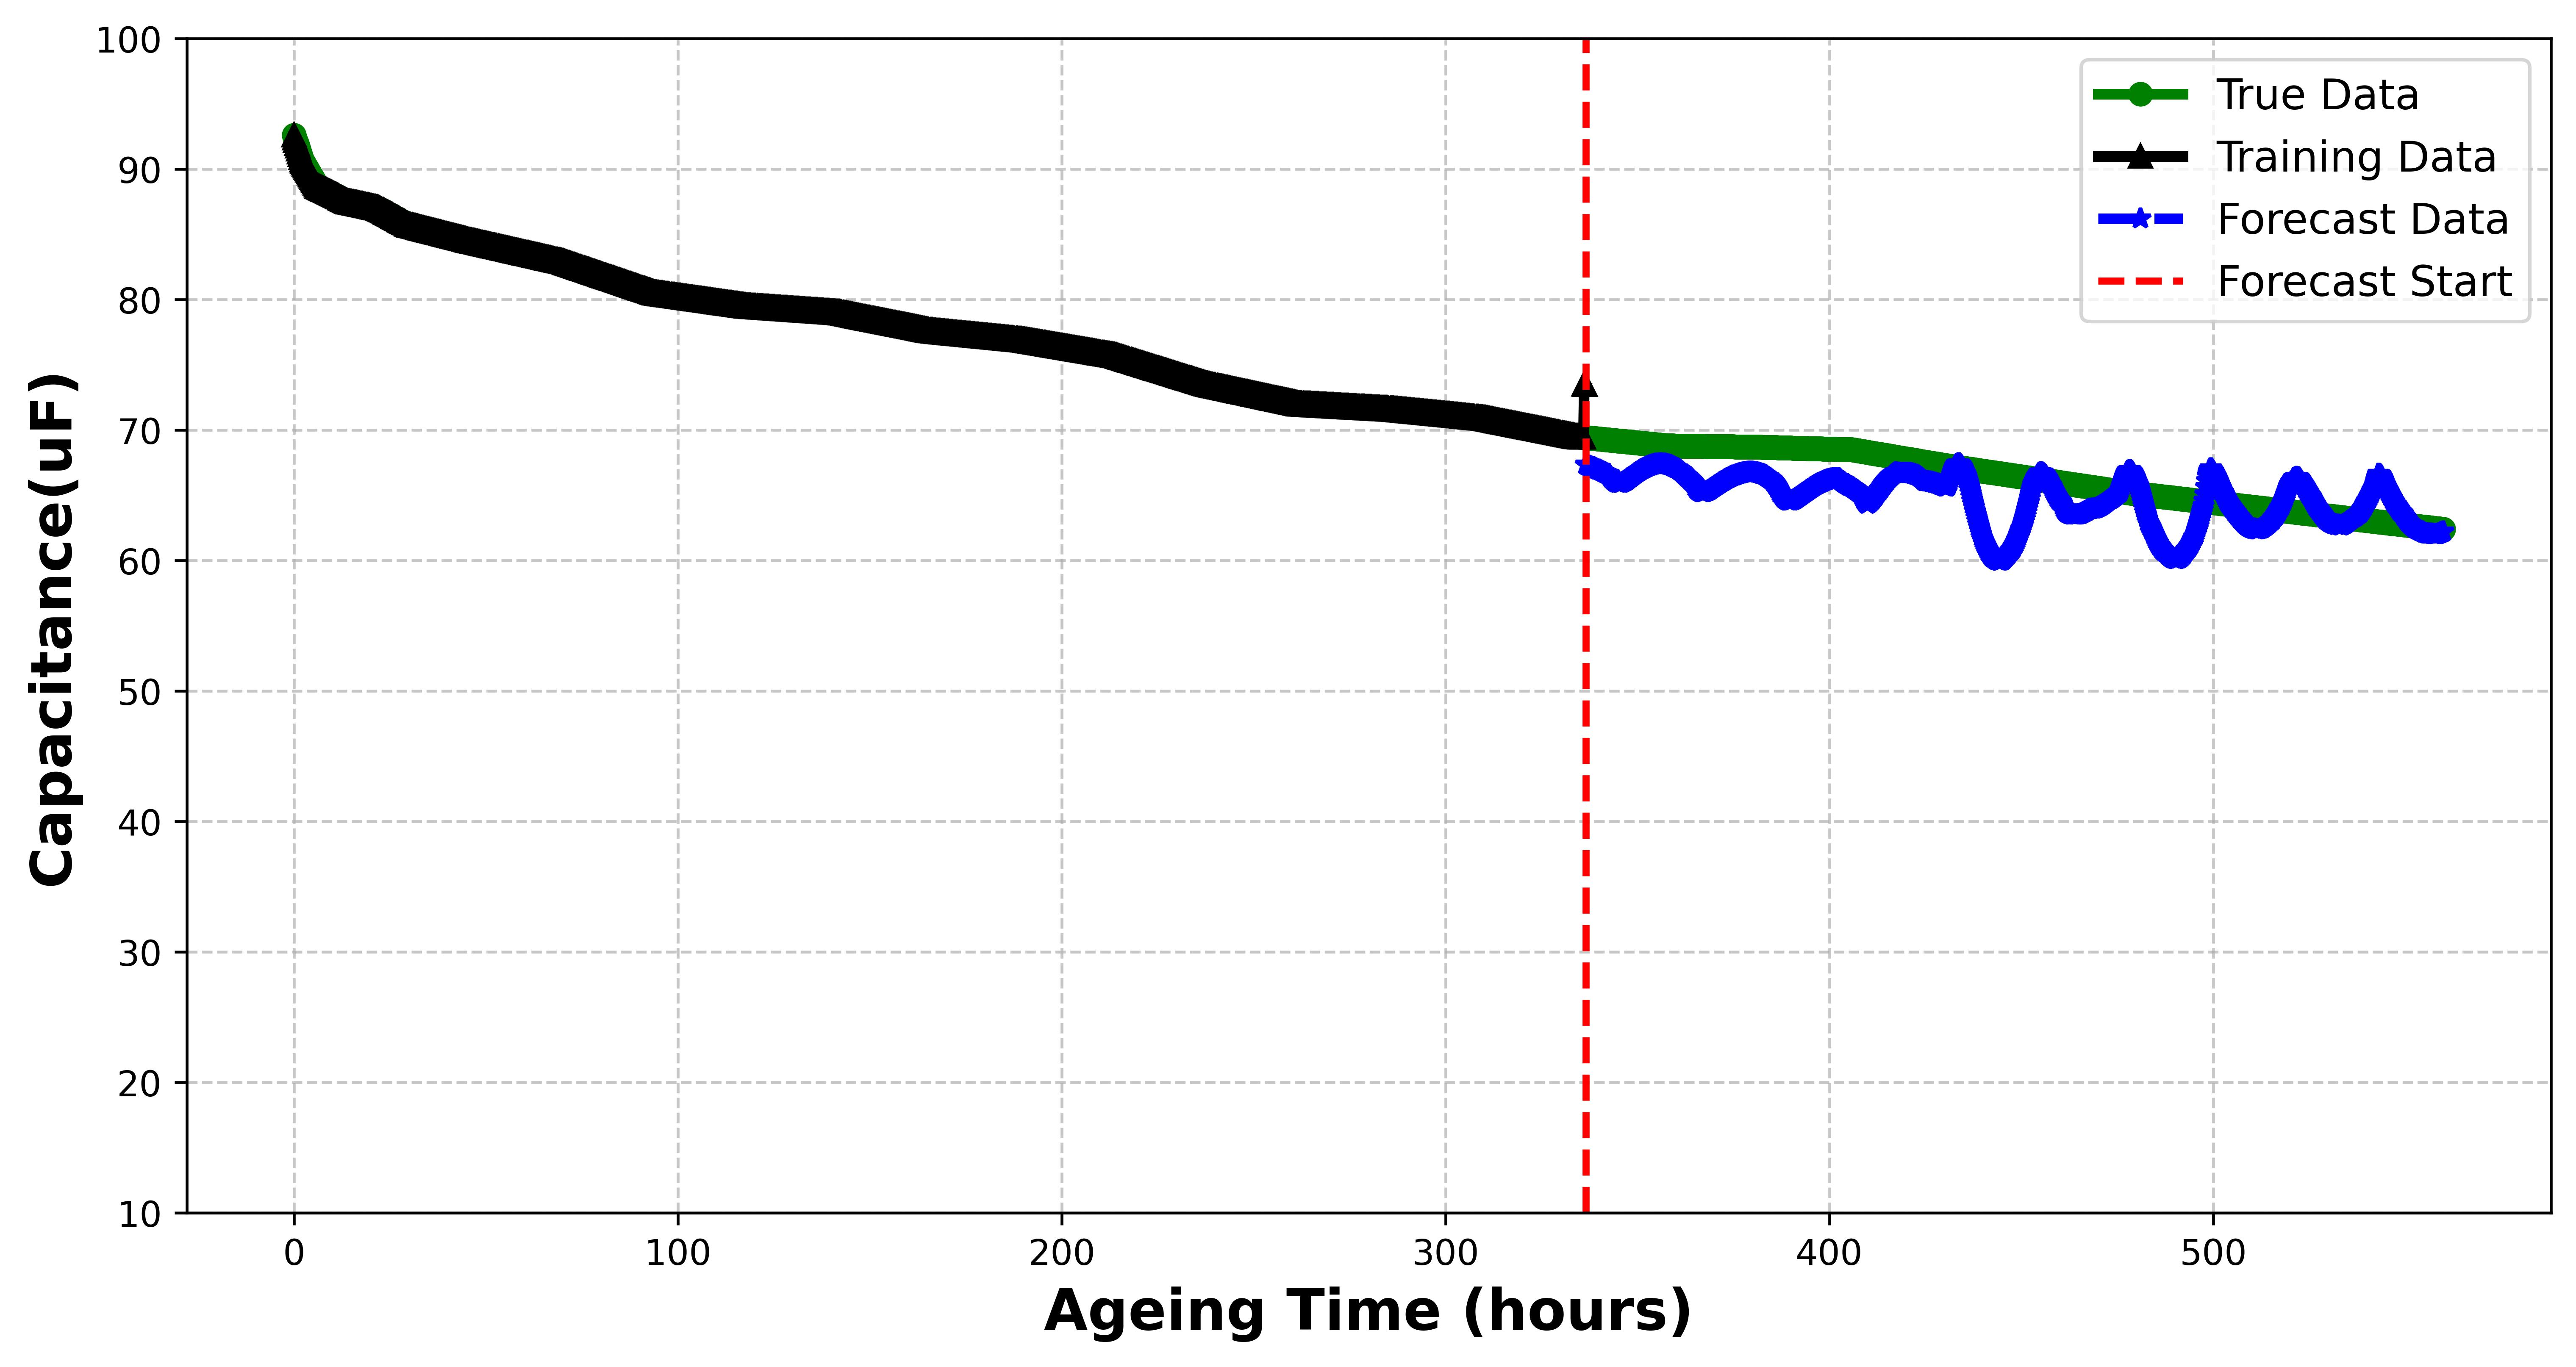 100
90
80
70
60
50
40
30
20
10
Capacitance(uF)
True Data
Training Data
Forecast Data
Forecast Start
0 100 200 300 400 500
Ageing Time (hours)